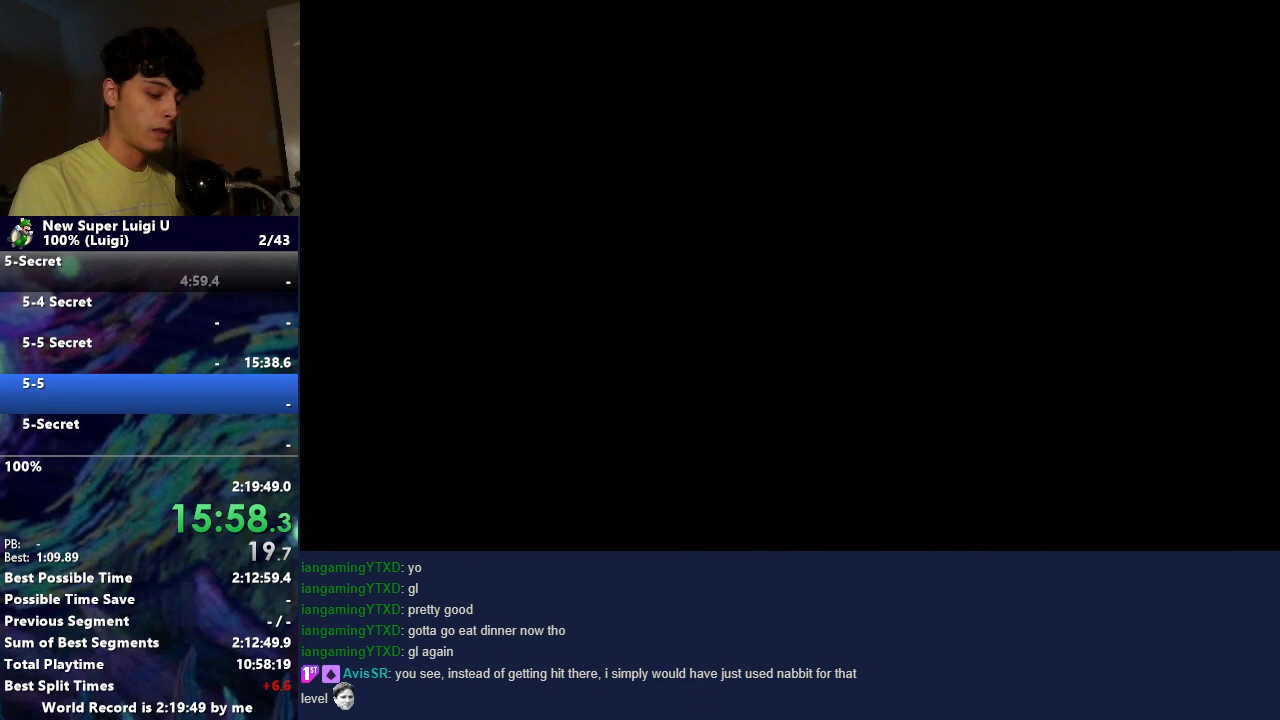 New Super Luigi U
100% (Luigi) 2/43
5-Secret
4:59.4 -
5-4 Secret
- -
5-5 Secret
- 15:38.6
5-5
-
5-Secret
-
100%
2:19:49.0
15:58.3
PB: -
19.7
Best: 1:09.89
Best Possible Time 2:12:59.4
Possible Time Save -
Previous Segment - / -
Sum of Best Segments 2:12:49.9
Total Playtime 10:58:19
Best Split Times +6.6
World Record is 2:19:49 by me
iangamingYTXD: yo
iangamingYTXD: gl
iangamingYTXD: pretty good
iangamingYTXD: gotta go eat dinner now tho
iangamingYTXD: gl again
1ST AvisSR: you see, instead of getting hit there, i simply would have just used nabbit for that
level